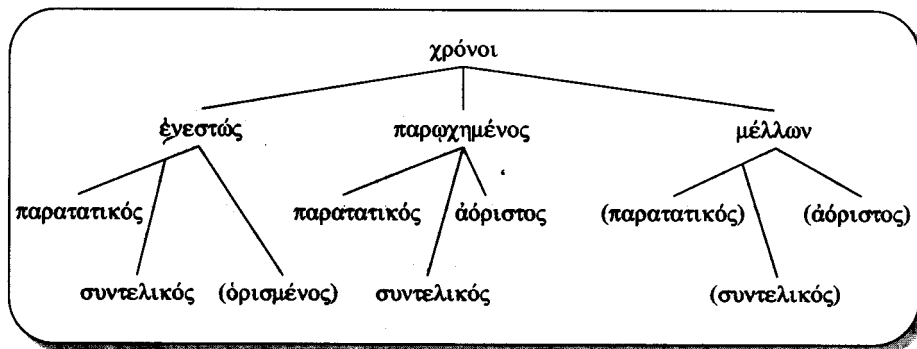 χρόνοι
ἐνεστώς παρῳχημένος μέλλων
παρατατικός παρατατικός ἀόριστος (παρατατικός) (ἀόριστος)
συντελικός (ὁρισμένος) συντελικός (συντελικός)